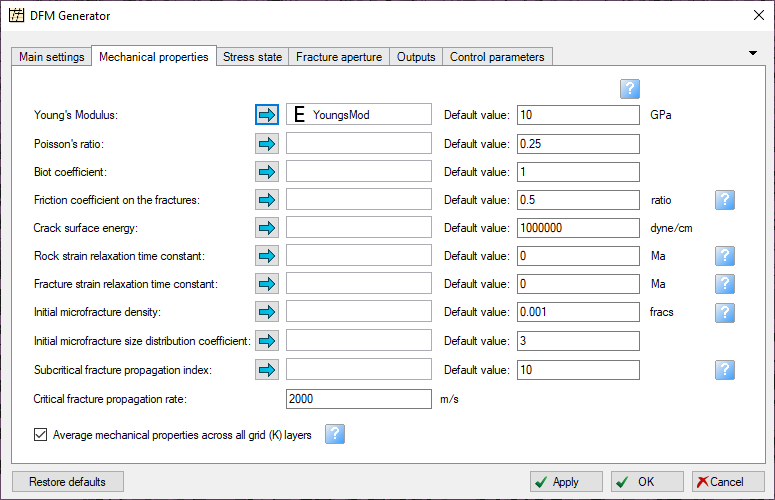 DFM Generator
Main settings Mechanical properties Stress state Fracture aperture Outputs Control parameters
?
Young's Modulus: E YoungsMod Default value: 10 GPa
Poisson's ratio: Default value: 0.25
Biot coefficient: Default value: 1
Friction coefficient on the fractures: Default value: 0.5 ratio ?
Crack surface energy: Default value: 1000000 dyne/cm
Rock strain relaxation time constant: Default value: 0 Ma ?
Fracture strain relaxation time constant: Default value: 0 Ma ?
Initial microfracture density: Default value: 0.001 fracs ?
Initial microfracture size distribution coefficient: Default value: 3
Subcritical fracture propagation index: Default value: 10 ?
Critical fracture propagation rate: 2000 m/s
Average mechanical properties across all grid (K) layers ?
Restore defaults Apply OK Cancel